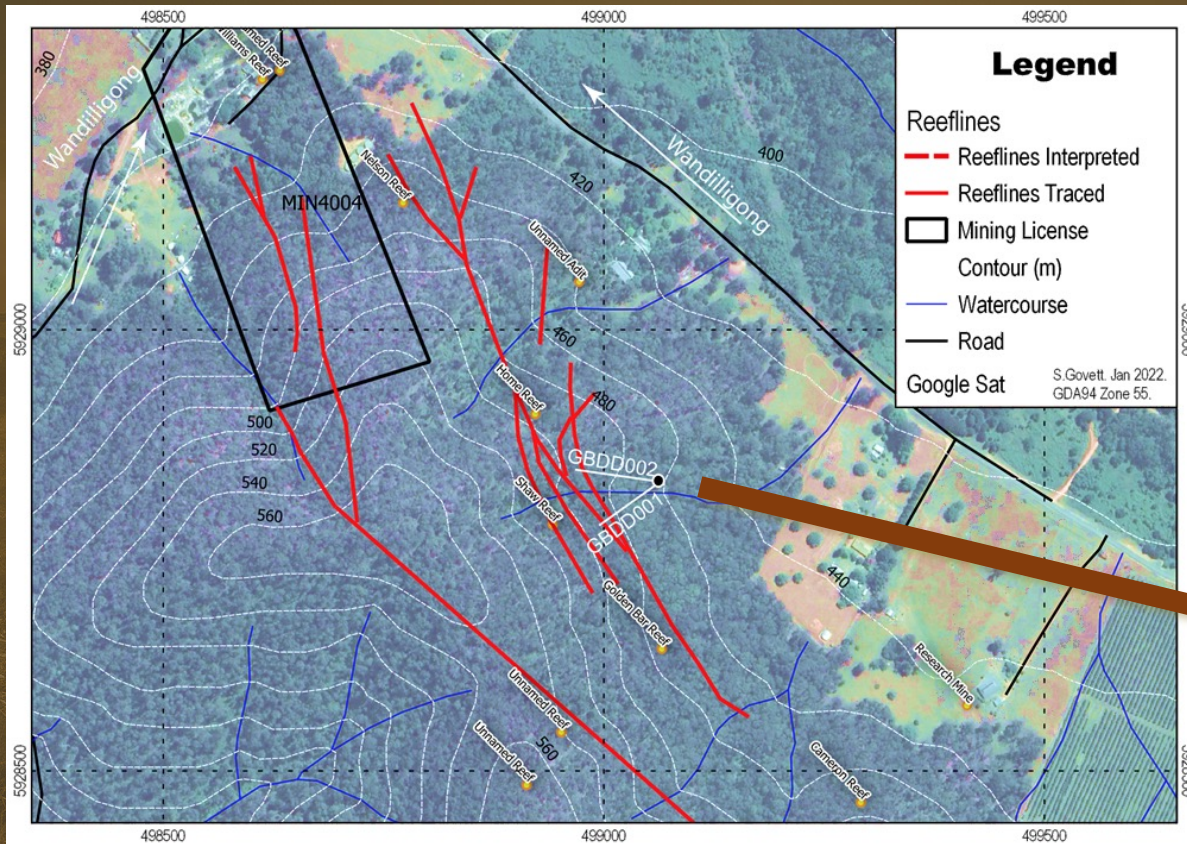 498500
499000
499500
Williams Reef
Wandilligong
380
Nelson Reef
MIN4004
Unnamed Adit
Wandilligong
400
420
460
480
Home Reef
5929000
500
520
540
560
Shaw Reef
GBDD002
GBDD001
Golden Bar Reef
440
Research Mine
Unnamed Reef
560
Unnamed Reef
Cameron Reef
5928500
498500
499000
499500
Legend
Reeflines
Reeflines Interpreted
Reeflines Traced
Mining License
Contour (m)
Watercourse
Road
Google Sat
S.Govett. Jan 2022.
GDA94 Zone 55.